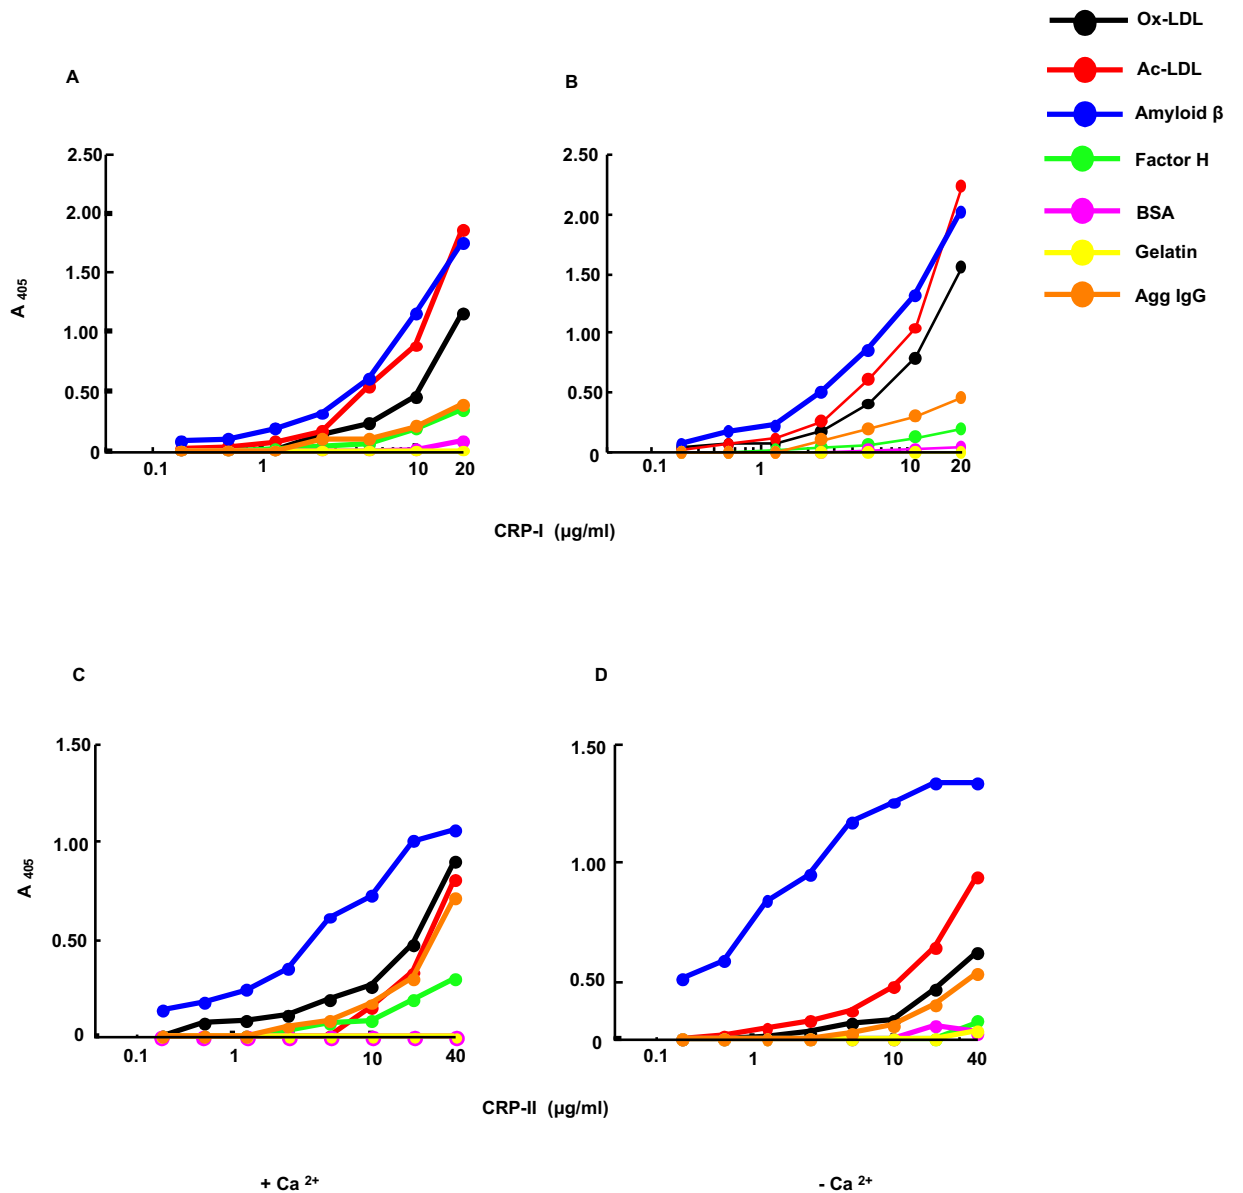 Ox-LDL
Ac-LDL
Amyloid β
Factor H
BSA
Gelatin
Agg IgG
A
2.50
2.00
1.50
1.00
0.50
0
A 405
0.1 1 10 20
B
2.50
2.00
1.50
1.00
0.50
0
0.1 1 10 20
CRP-I (µg/ml)
C
1.50
1.00
0.50
0
A 405
0.1 1 10 40
D
1.50
1.00
0.50
0
0.1 1 10 40
CRP-II (µg/ml)
+ Ca 2+
- Ca 2+